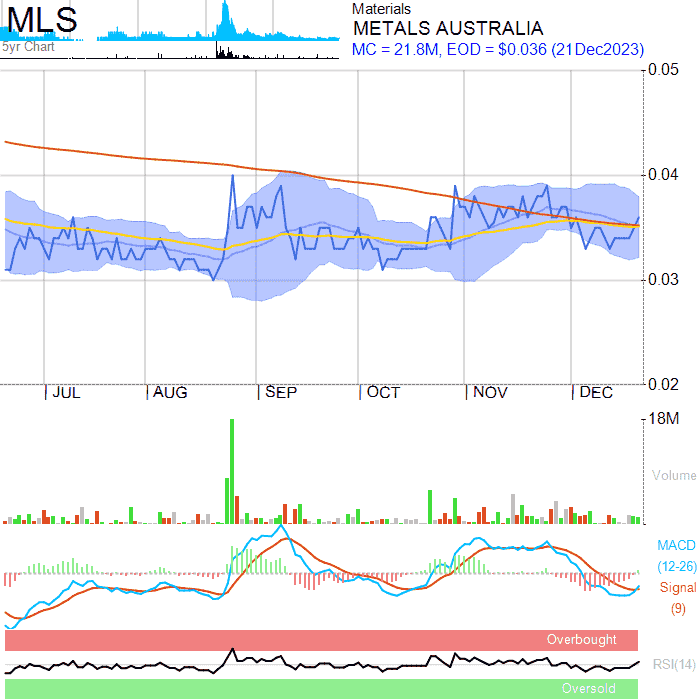 MLS
5yr Chart
Materials
METALS AUSTRALIA
MC = 21.8M, EOD = $0.036 (21Dec2023)
0.05
0.04
0.03
0.02
JUL AUG SEP OCT NOV DEC
18M
Volume
MACD
(12-26)
Signal
(9)
Overbought
RSI(14)
Oversold